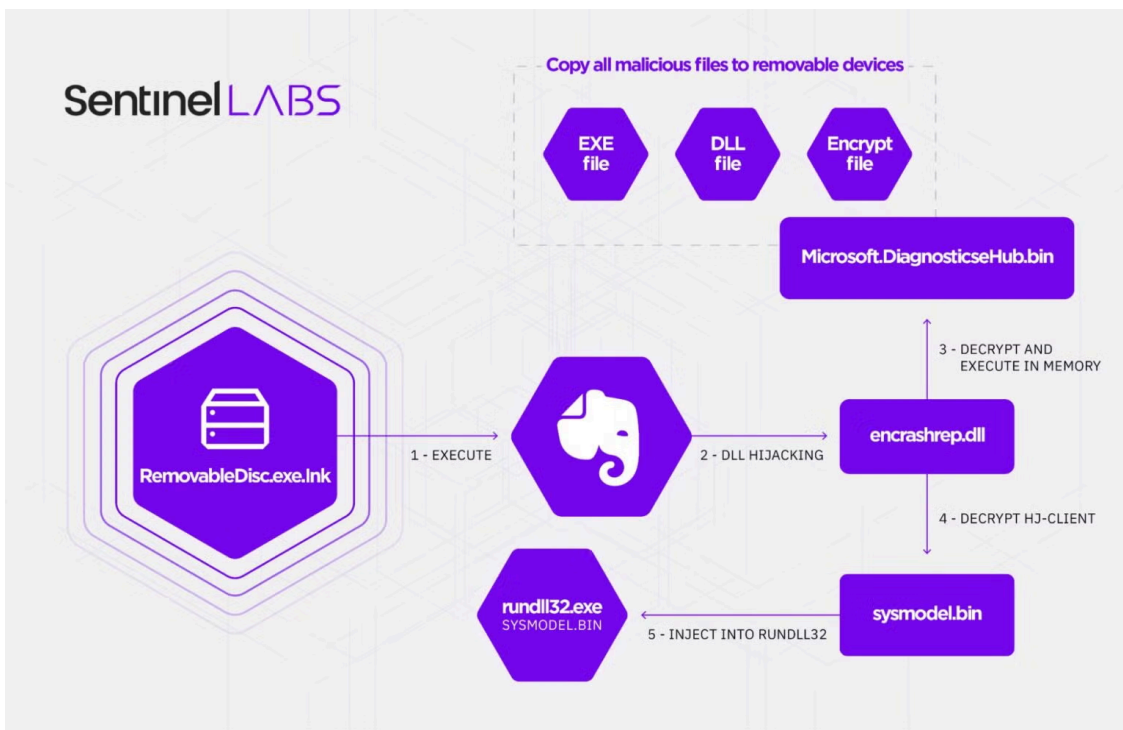 SentinelLABS
Copy all malicious files to removable devices
EXE
file
DLL
file
Encrypt
file
Microsoft.DiagnosticseHub.bin
3 - DECRYPT AND
EXECUTE IN MEMORY
RemovableDisc.exe.lnk
1 - EXECUTE
2 - DLL HIJACKING
encrashrep.dll
4 - DECRYPT HJ-CLIENT
rundll32.exe
SYSMODEL.BIN
5 - INJECT INTO RUNDLL32
sysmodel.bin